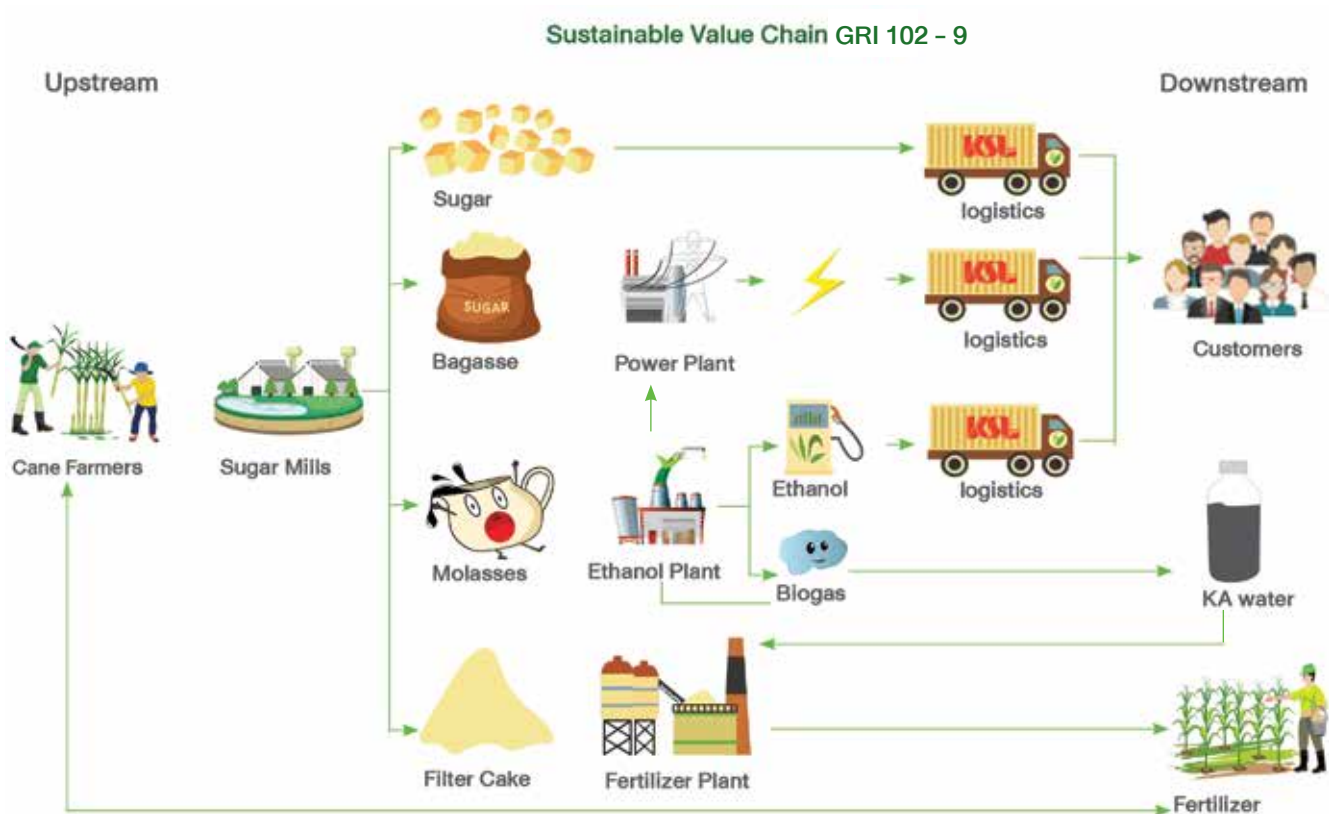 Sustainable Value Chain GRI 102 – 9
Upstream
Downstream
Sugar
KSL
logistics
SUGAR
Bagasse
Power Plant
KSL
logistics
Customers
Cane Farmers
Sugar Mills
Molasses
Ethanol Plant
Ethanol
KSL
logistics
Biogas
KA water
Filter Cake
Fertilizer Plant
Fertilizer